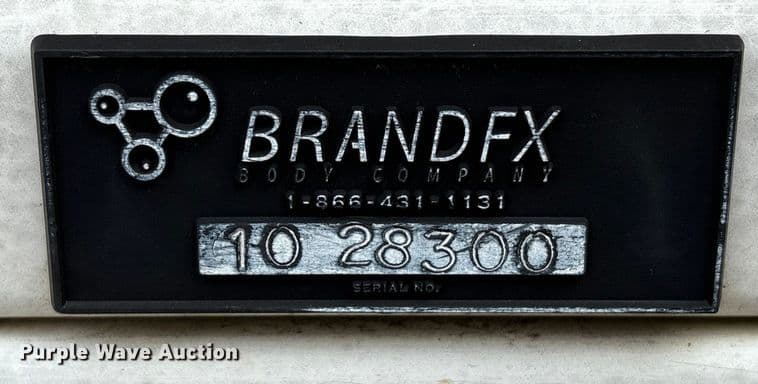 BRANDFX
BODY COMPANY
1-866-431-1131
10 28300
SERIAL NO.
Purple Wave Auction